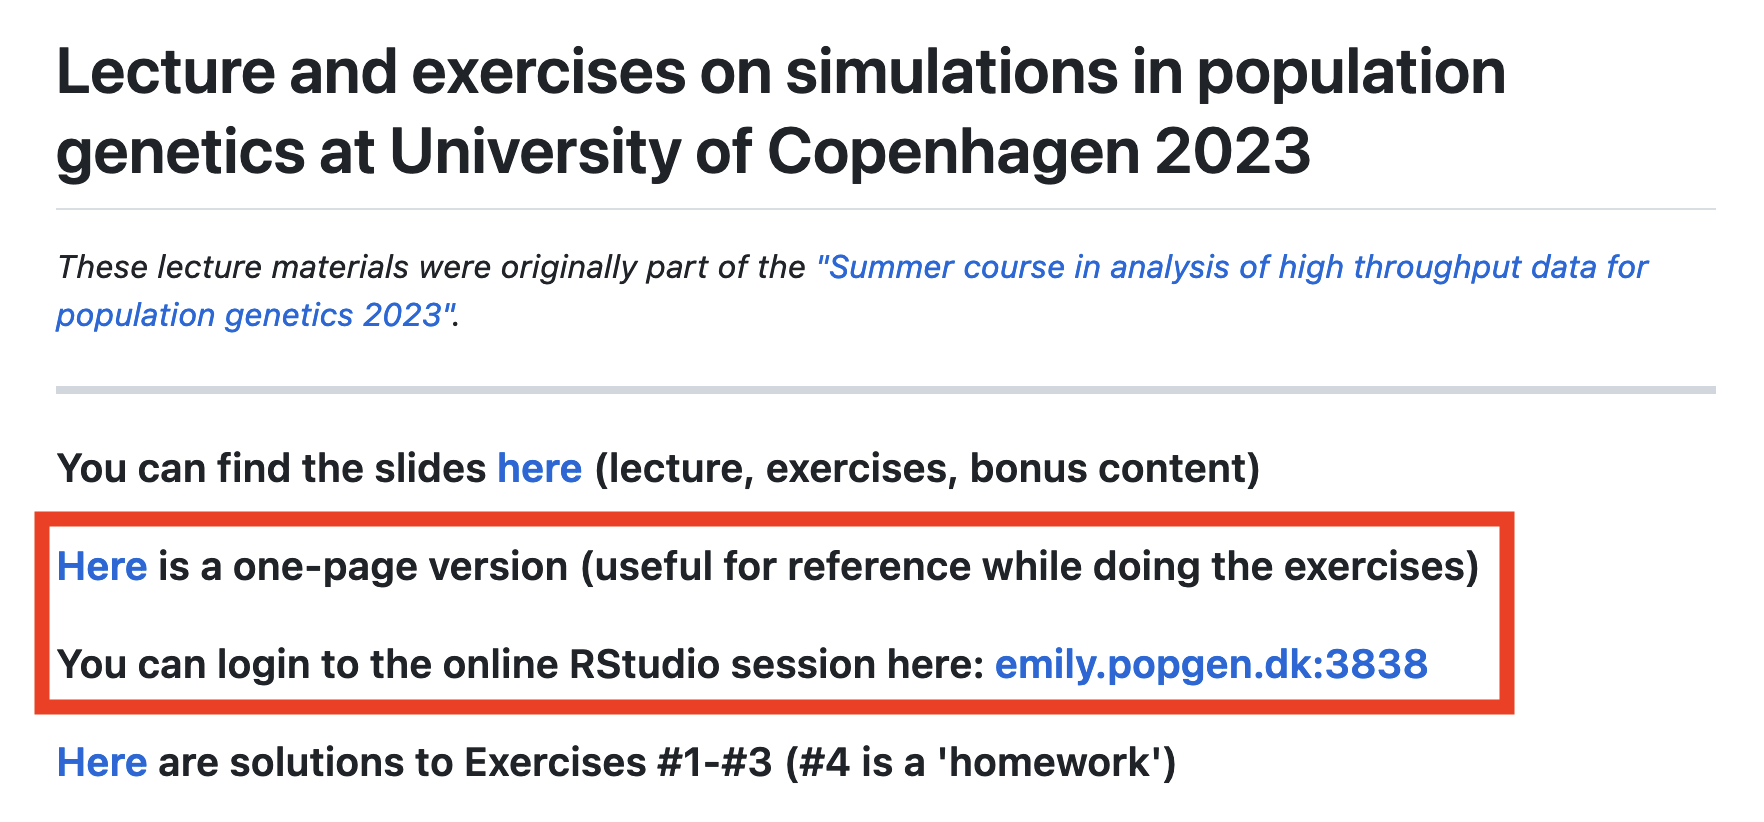 Lecture and exercises on simulations in population
genetics at University of Copenhagen 2023
These lecture materials were originally part of the "Summer course in analysis of high throughput data for
population genetics 2023".
You can find the slides here (lecture, exercises, bonus content)
Here is a one-page version (useful for reference while doing the exercises)
You can login to the online RStudio session here: emily.popgen.dk:3838
Here are solutions to Exercises #1-#3 (#4 is a 'homework')